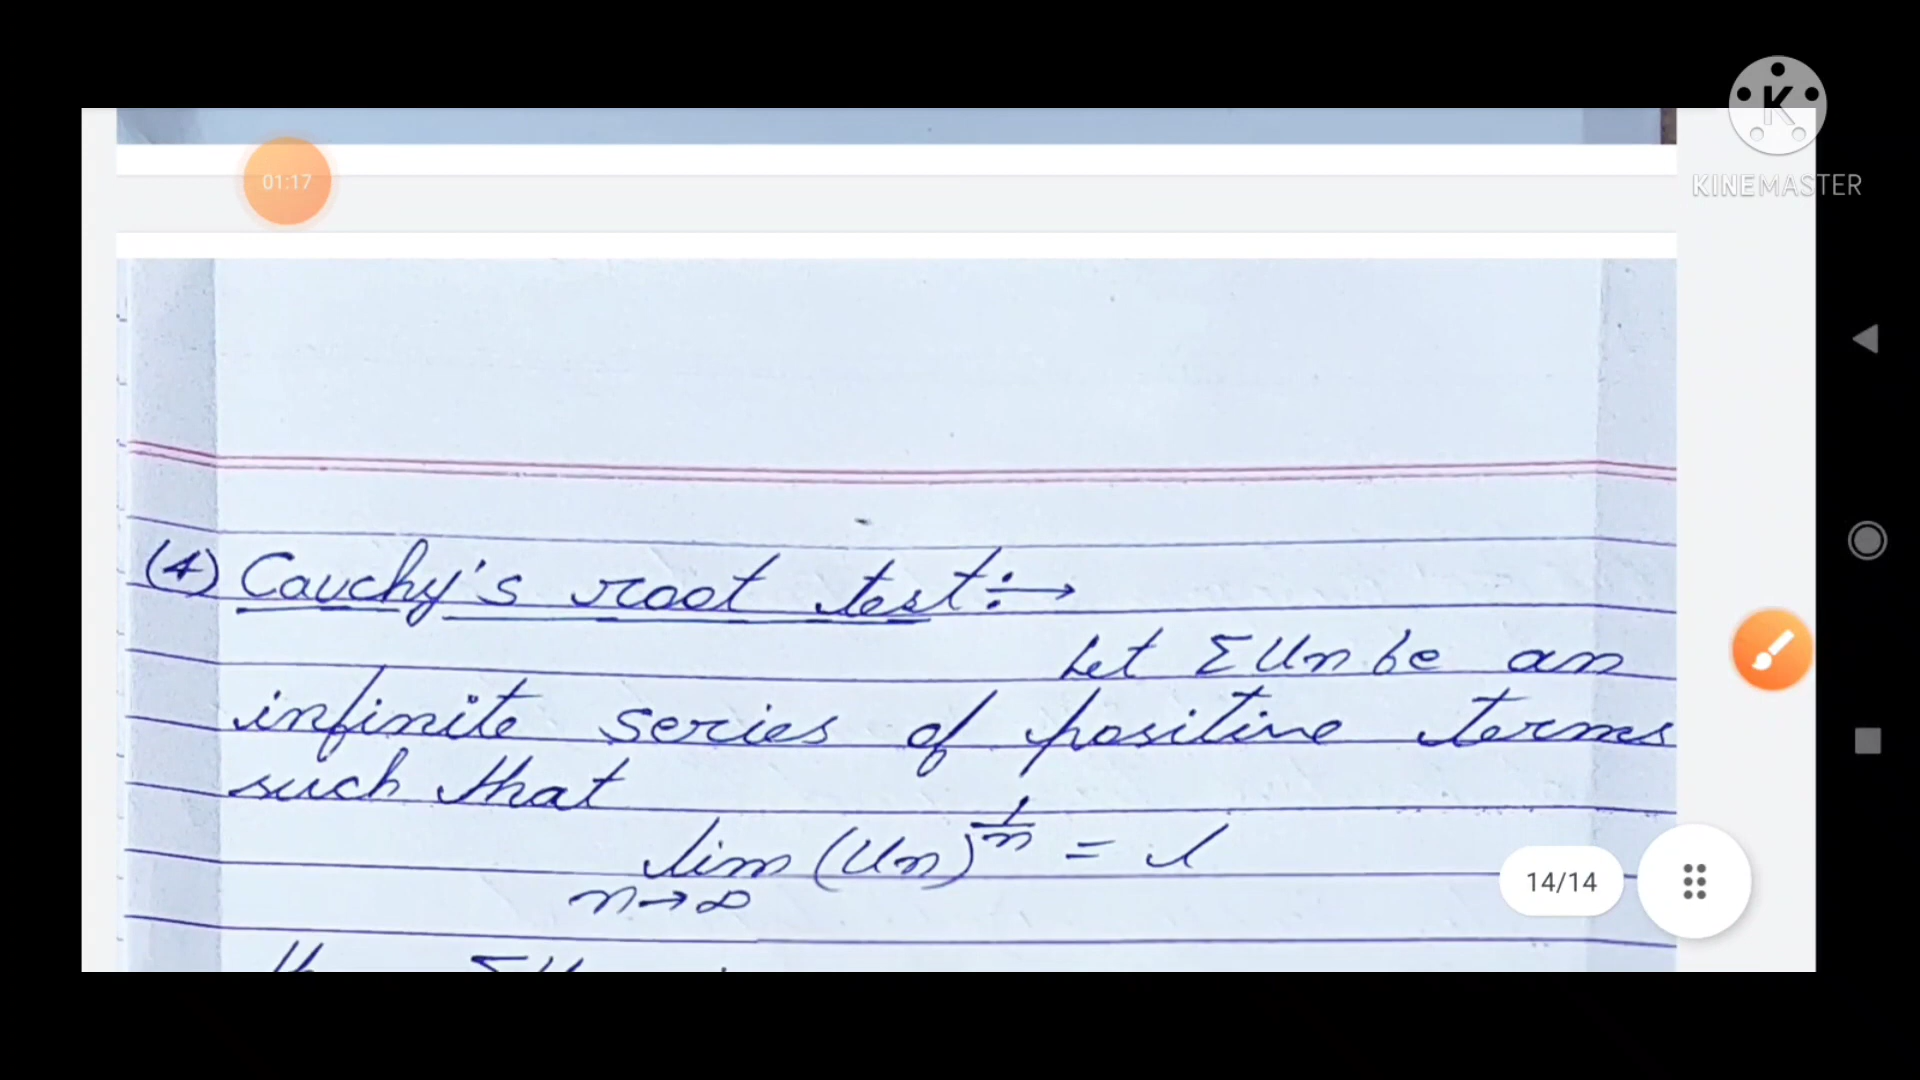 01:17
KINEMASTER
(4) Cauchy's root test:→
Let ΣUn be an
infinite series of positive terms
such that
lim (Un)^1/n = l
n→∞
14/14